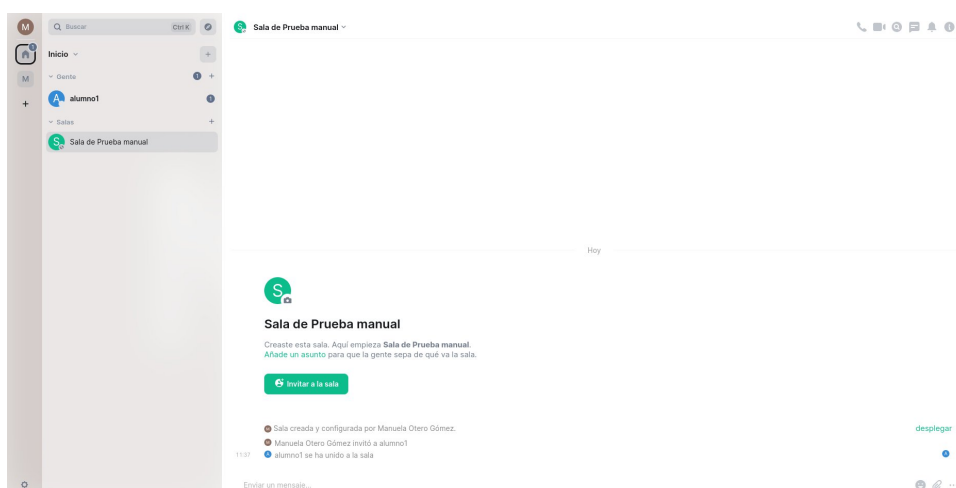 M
Buscar
Ctrl K
Sala de Prueba manual
1
Inicio
M
Gente
1
A
alumno1
1
Salas
S
Sala de Prueba manual
Hoy
S
Sala de Prueba manual
Creaste esta sala. Aquí empieza Sala de Prueba manual.
Añade un asunto para que la gente sepa de qué va la sala.
Invitar a la sala
Sala creada y configurada por Manuela Otero Gómez.
desplegar
Manuela Otero Gómez invitó a alumno1
alumno1 se ha unido a la sala
Enviar un mensaje...